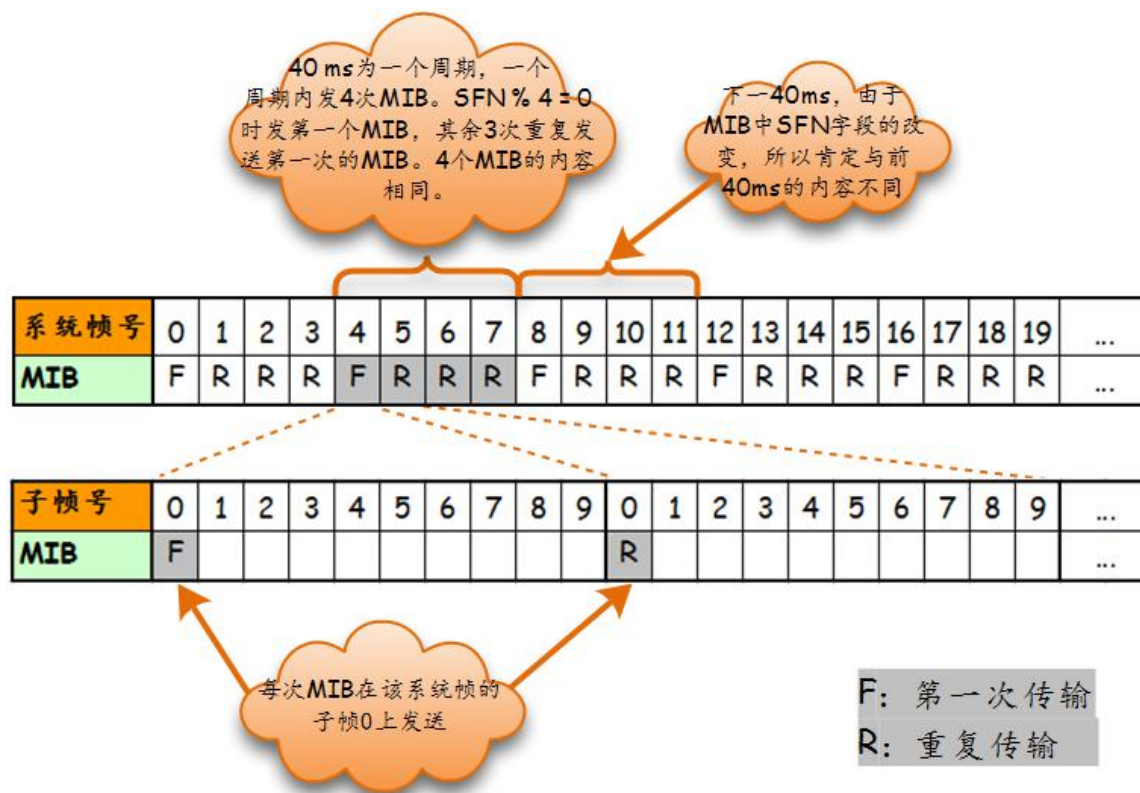 40 ms为一个周期，一个
周期内发4次MIB。SFN % 4 = 0
时发第一个MIB，其余3次重复发
送第一次的MIB。4个MIB的内容
相同。
下一40ms，由于
MIB中SFN字段的改
变，所以肯定与前
40ms的内容不同
系统帧号 0 1 2 3 4 5 6 7 8 9 10 11 12 13 14 15 16 17 18 19 ...
MIB F R R R F R R R F R R R F R R R F R R R ...
子帧号 0 1 2 3 4 5 6 7 8 9 0 1 2 3 4 5 6 7 8 9 ...
MIB F R ...
每次MIB在该系统帧的
子帧0上发送
F：第一次传输
R：重复传输